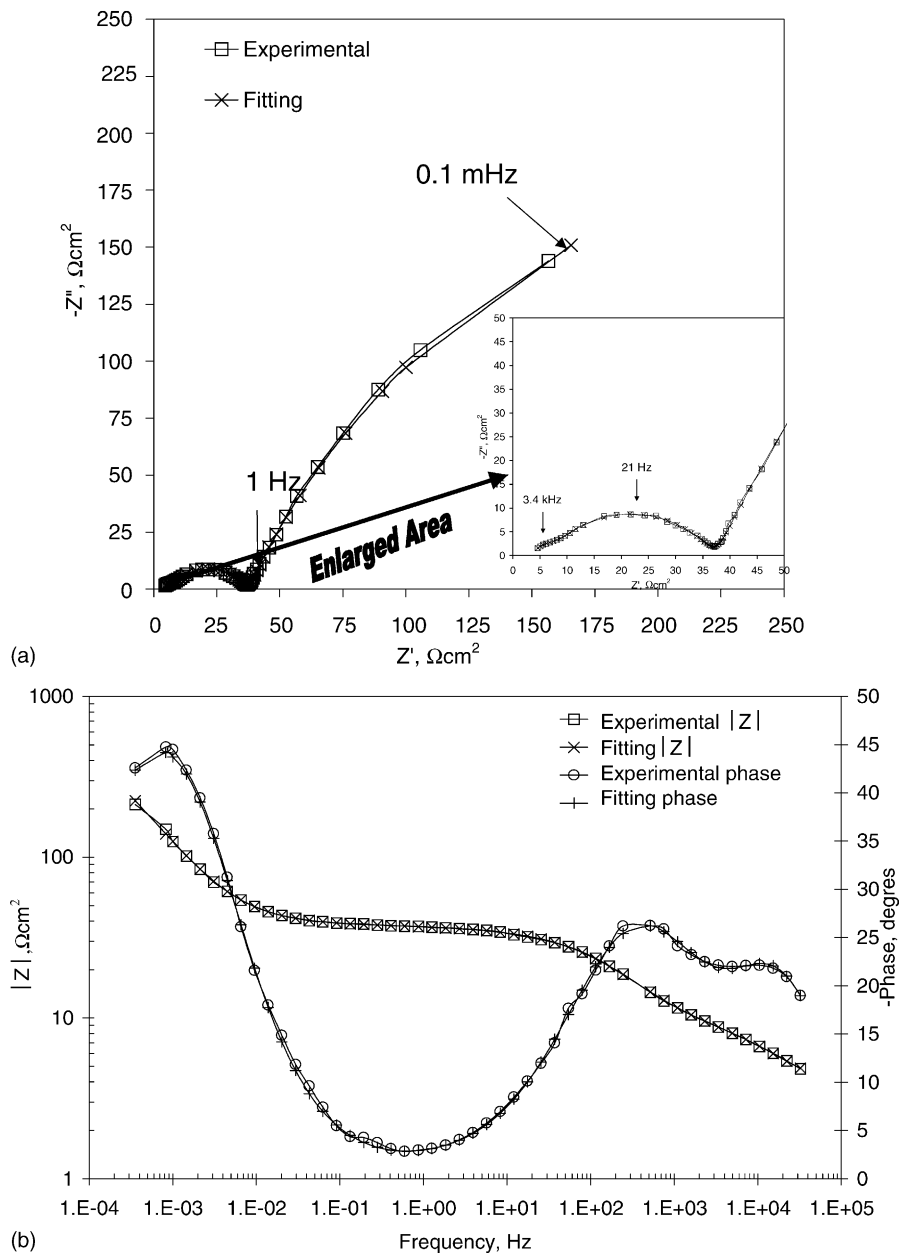 250
225
200
175
150
125
100
75
50
25
0
-Z", Ωcm²
Experimental
Fitting
0.1 mHz
1 Hz
Enlarged Area
50
45
40
35
30
25
20
15
10
5
0
-Z", Ωcm²
3.4 kHz
21 Hz
0 5 10 15 20 25 30 35 40 45 50
Z', Ωcm²
0 25 50 75 100 125 150 175 200 225 250
Z', Ωcm²
(a)
1000
100
10
1
|Z|,Ωcm²
Experimental |Z|
Fitting |Z|
Experimental phase
Fitting phase
50
45
40
35
30
25
20
15
10
5
0
-Phase, degres
1.E-04 1.E-03 1.E-02 1.E-01 1.E+00 1.E+01 1.E+02 1.E+03 1.E+04 1.E+05
Frequency, Hz
(b)